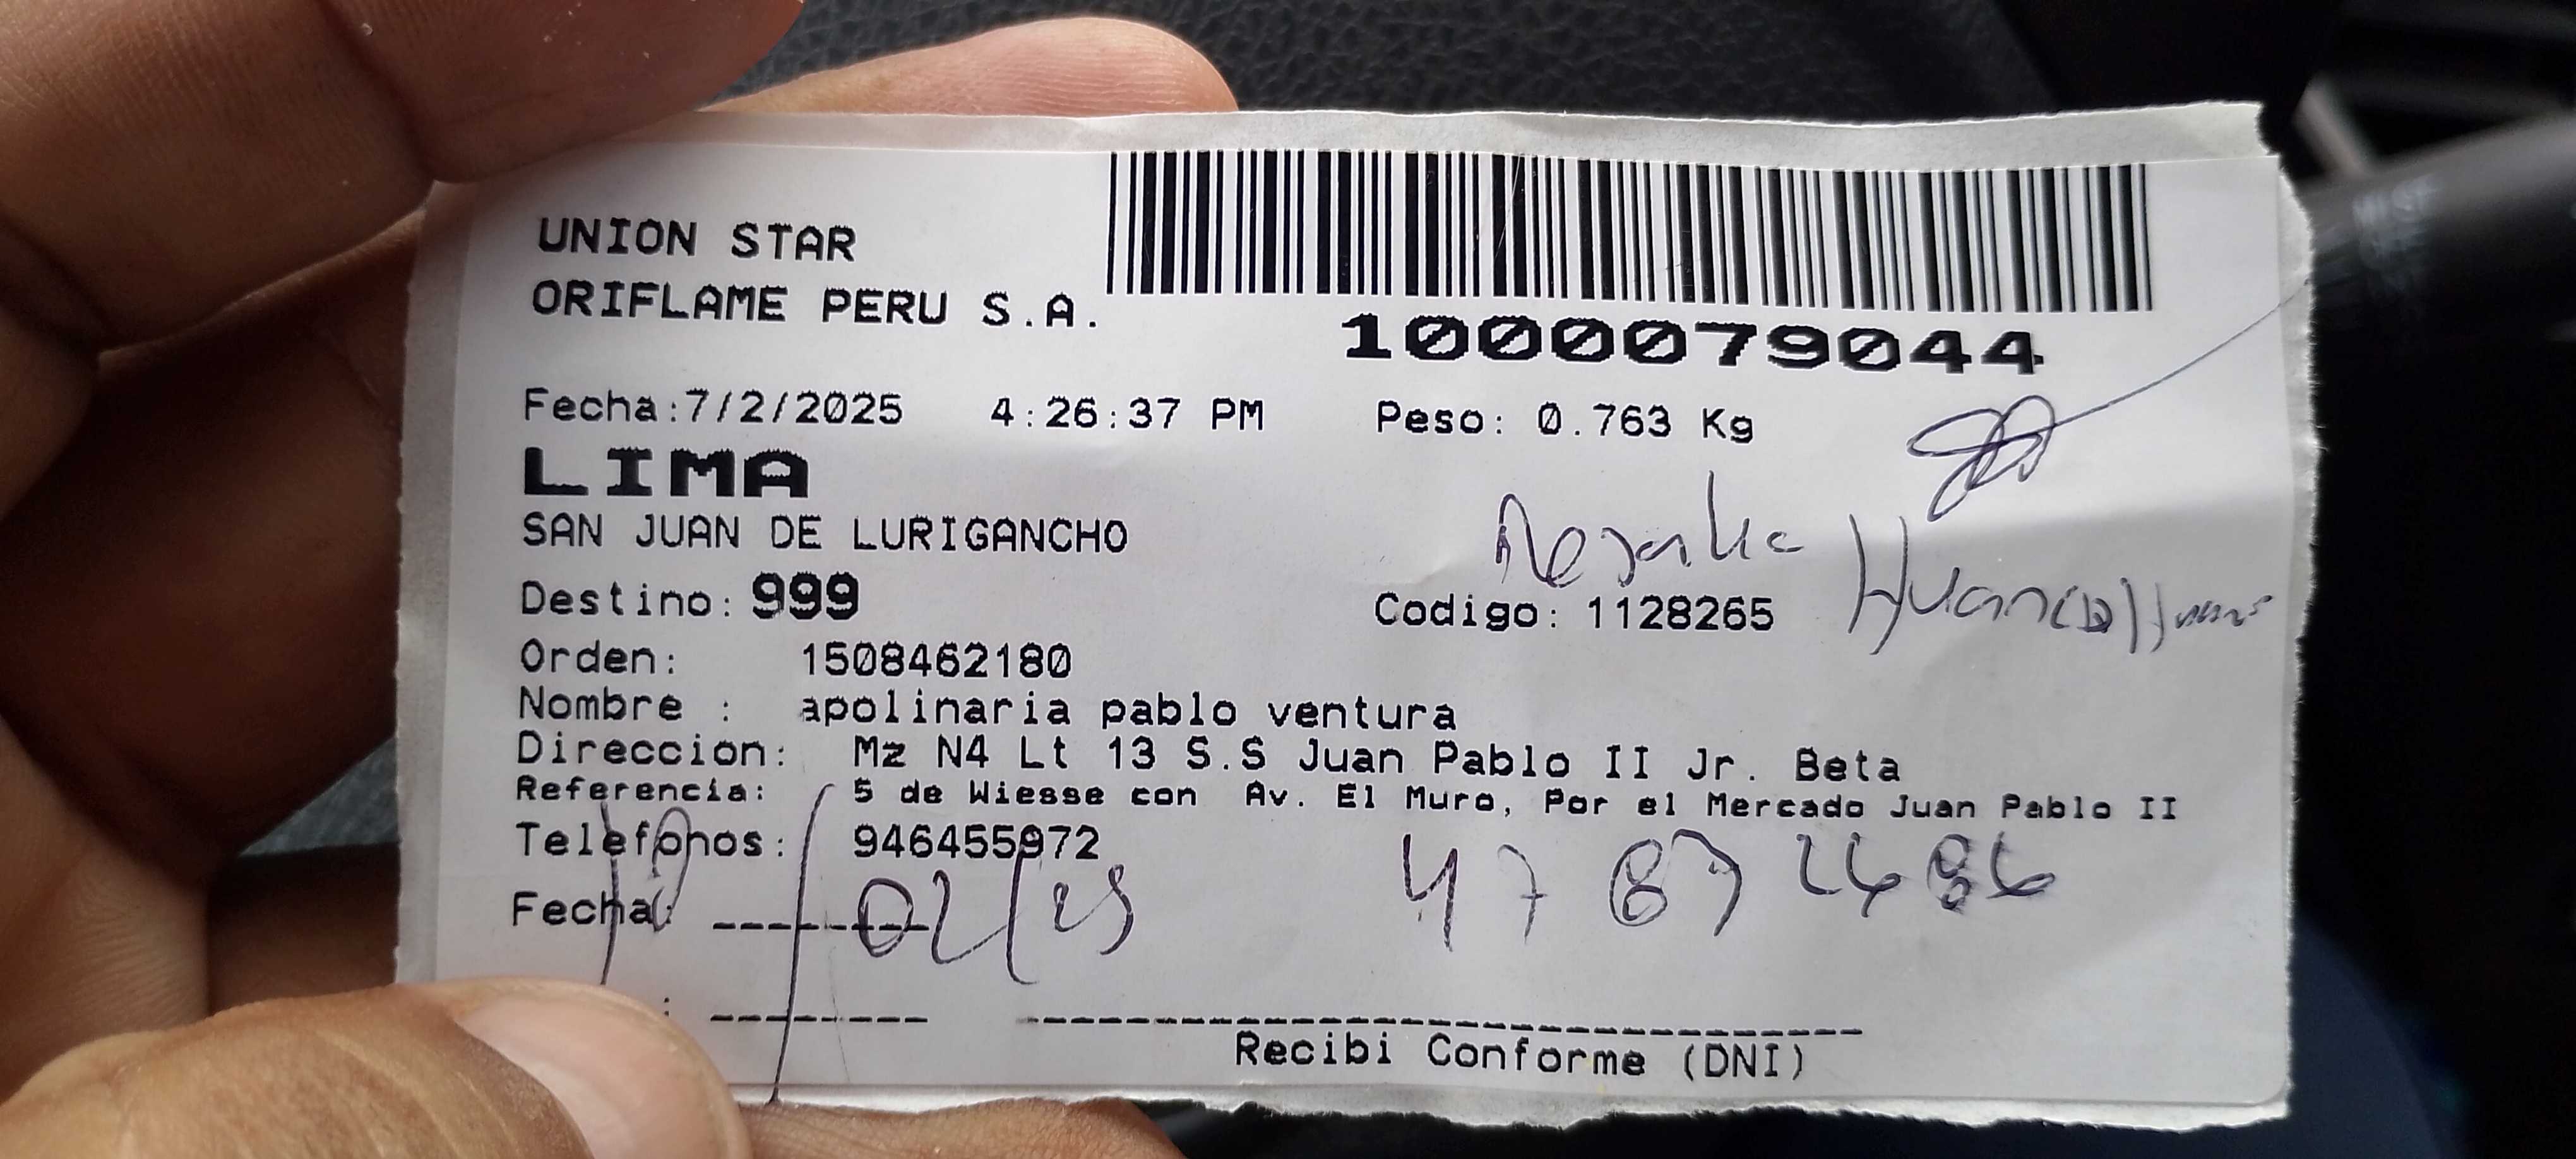 UNION STAR
ORIFLAME PERU S.A.
1000079044
Fecha:7/2/2025 4:26:37 PM Peso: 0.763 Kg
LIMA
SAN JUAN DE LURIGANCHO
Destino: 999 Codigo: 1128265
Orden: 1508462180
Nombre : apolinaria pablo ventura
Direccion: Mz N4 Lt 13 S.S Juan Pablo II Jr. Beta
Referencia: 5 de Wiesse con Av. El Muro, Por el Mercado Juan Pablo II
Telefonos: 946455972
Fecha:
Recibi Conforme (DNI)